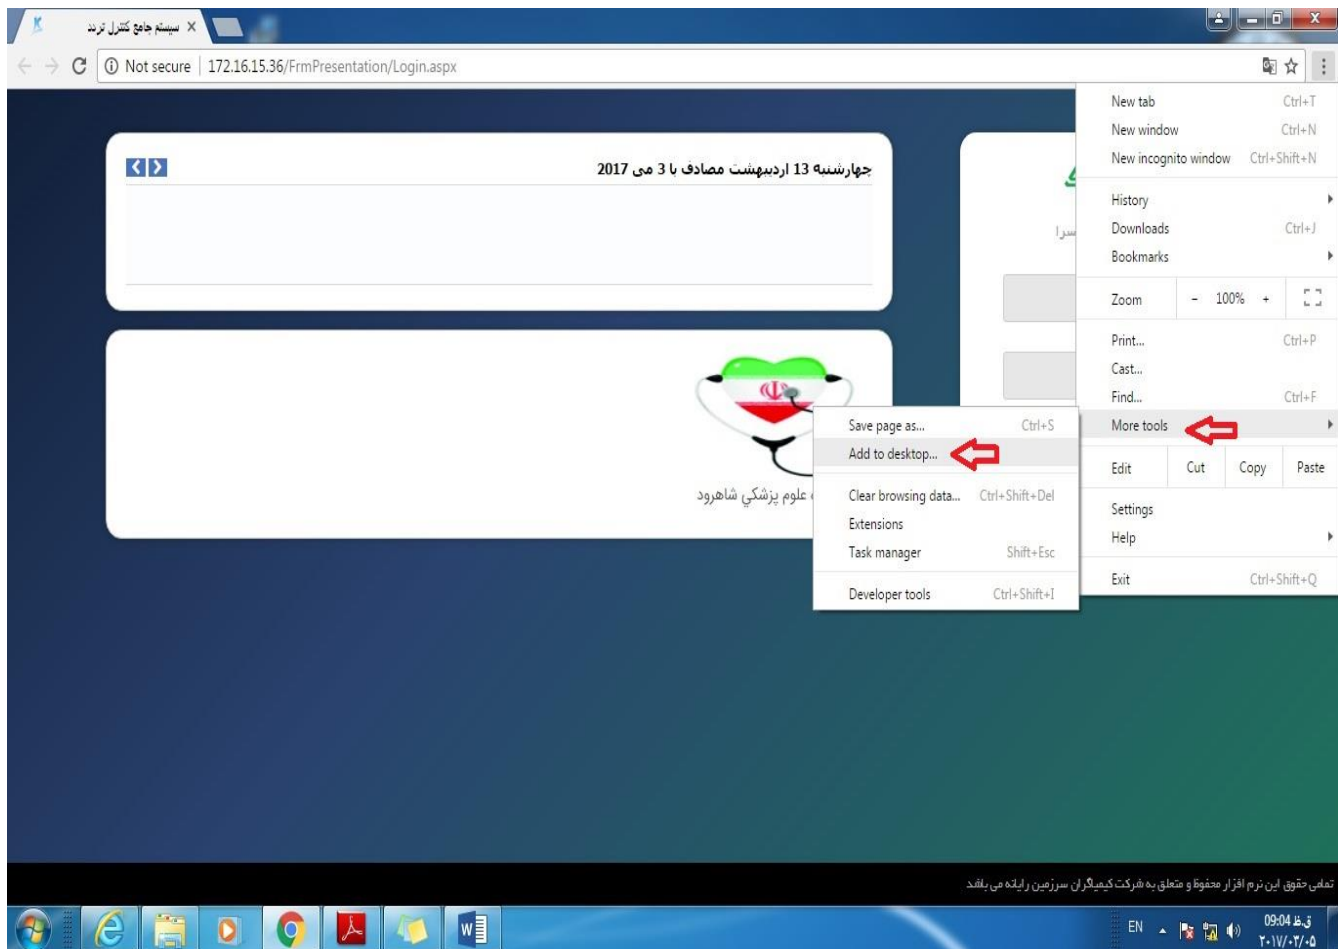 سیستم جامع کنترل تردد
Not secure | 172.16.15.36/FrmPresentation/Login.aspx
چهارشنبه 13 اردیبهشت مصادف با 3 می 2017
سرا
علوم پزشکي شاهرود
New tab Ctrl+T
New window Ctrl+N
New incognito window Ctrl+Shift+N
History
Downloads Ctrl+J
Bookmarks
Zoom - 100% +
Print... Ctrl+P
Cast...
Find... Ctrl+F
More tools
Edit Cut Copy Paste
Settings
Help
Exit Ctrl+Shift+Q
Save page as... Ctrl+S
Add to desktop...
Clear browsing data... Ctrl+Shift+Del
Extensions
Task manager Shift+Esc
Developer tools Ctrl+Shift+I
تمامی حقوق این نرم افزار محفوظ و متعلق به شرکت کیمیاگران سرزمین رایانه می باشد
EN
09:04 ق.ظ
۲۰۱۷/۰۳/۰۵